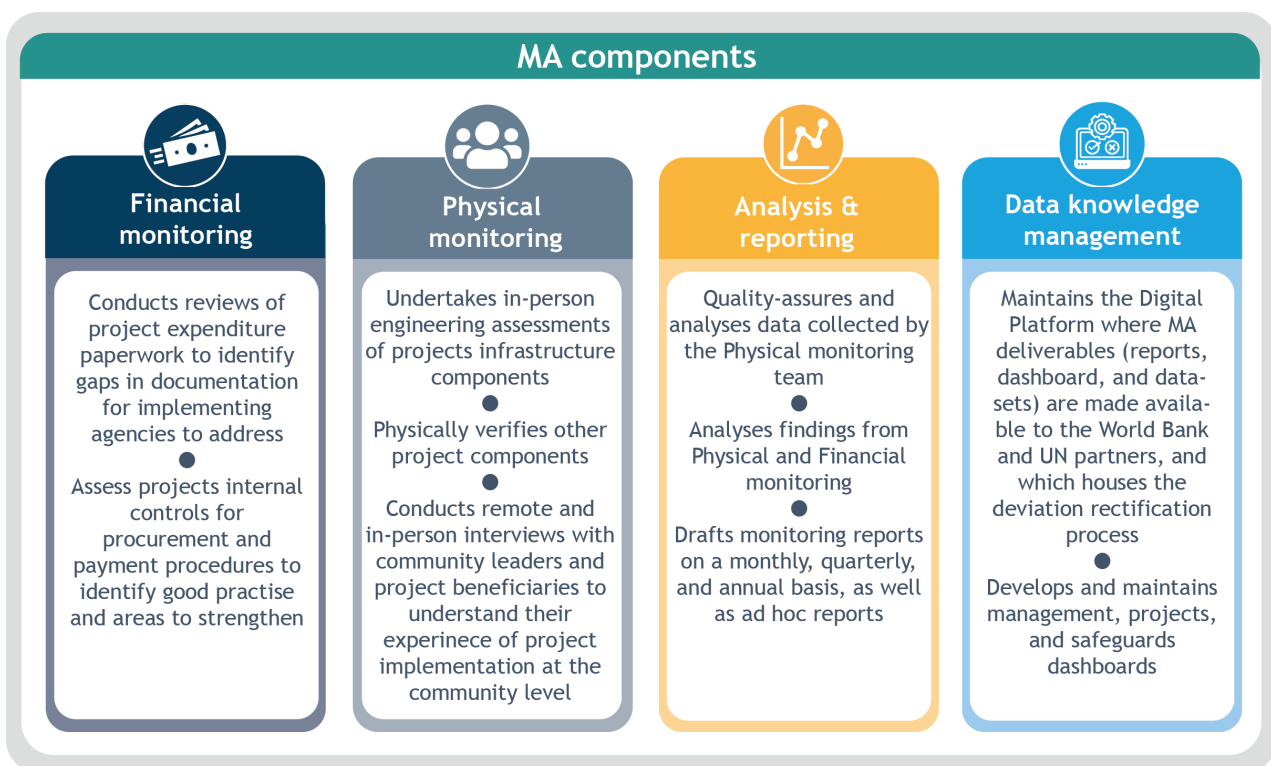 MA components
Financial
monitoring
Conducts reviews of
project expenditure
paperwork to identify
gaps in documentation
for implementing
agencies to address
Assess projects internal
controls for
procurement and
payment procedures to
identify good practise
and areas to strengthen
Physical
monitoring
Undertakes in-person
engineering assessments
of projects infrastructure
components
Physically verifies other
project components
Conducts remote and
in-person interviews with
community leaders and
project beneficiaries to
understand their
experinece of project
implementation at the
community level
Analysis &
reporting
Quality-assures and
analyses data collected by
the Physical monitoring
team
Analyses findings from
Physical and Financial
monitoring
Drafts monitoring reports
on a monthly, quarterly,
and annual basis, as well
as ad hoc reports
Data knowledge
management
Maintains the Digital
Platform where MA
deliverables (reports,
dashboard, and data-
sets) are made availa-
ble to the World Bank
and UN partners, and
which houses the
deviation rectification
process
Develops and maintains
management, projects,
and safeguards
dashboards